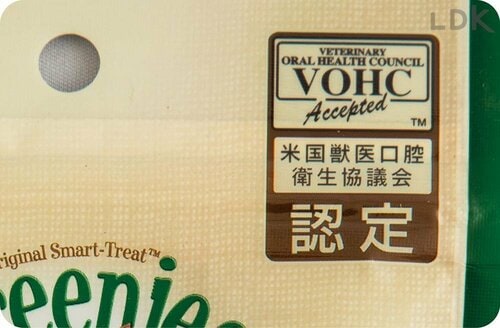 LDK
VETERINARY
ORAL HEALTH COUNCIL
VOHC
Accepted
TM
米国獣医口腔
衛生協議会
認定
riginal Smart-Treat™
reenie